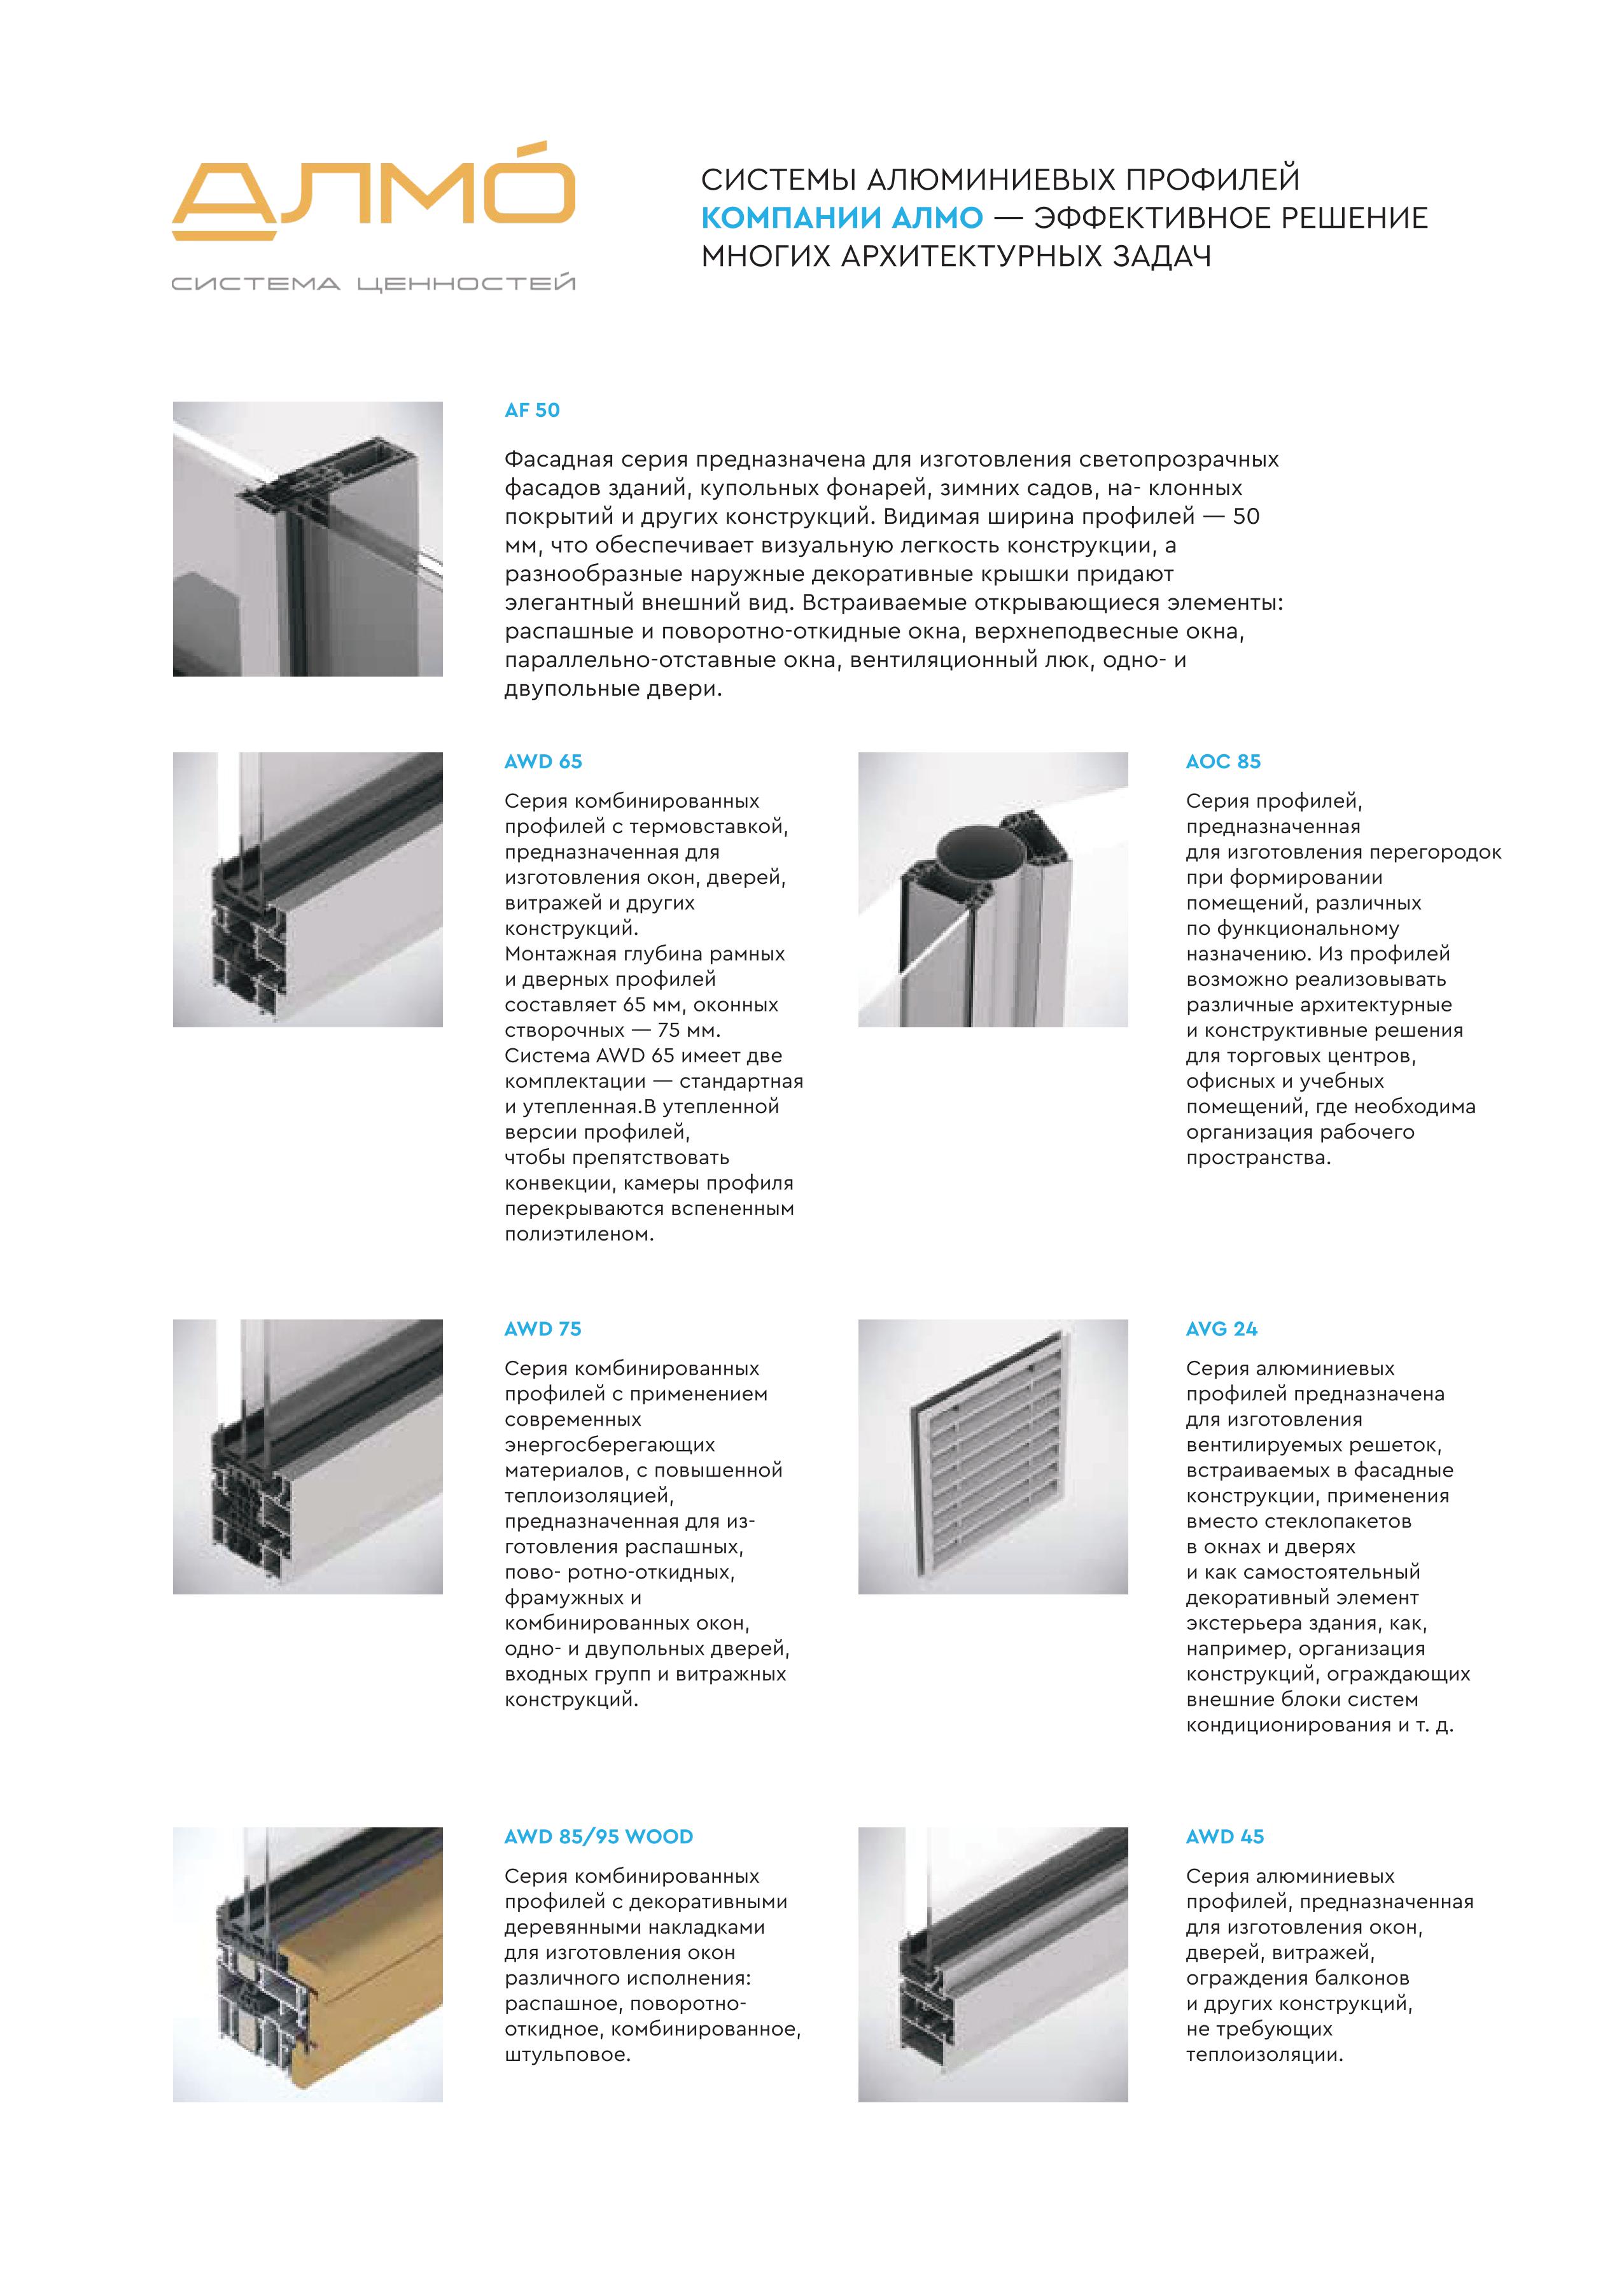 АЛМО́
СИСТЕМА ЦЕННОСТЕЙ
СИСТЕМЫ АЛЮМИНИЕВЫХ ПРОФИЛЕЙ
КОМПАНИИ АЛМО — ЭФФЕКТИВНОЕ РЕШЕНИЕ
МНОГИХ АРХИТЕКТУРНЫХ ЗАДАЧ
AF 50
Фасадная серия предназначена для изготовления светопрозрачных
фасадов зданий, купольных фонарей, зимних садов, на- клонных
покрытий и других конструкций. Видимая ширина профилей — 50
мм, что обеспечивает визуальную легкость конструкции, а
разнообразные наружные декоративные крышки придают
элегантный внешний вид. Встраиваемые открывающиеся элементы:
распашные и поворотно-откидные окна, верхнеподвесные окна,
параллельно-отставные окна, вентиляционный люк, одно- и
двупольные двери.
AWD 65
Серия комбинированных
профилей с термовставкой,
предназначенная для
изготовления окон, дверей,
витражей и других
конструкций.
Монтажная глубина рамных
и дверных профилей
составляет 65 мм, оконных
створочных — 75 мм.
Система AWD 65 имеет две
комплектации — стандартная
и утепленная.В утепленной
версии профилей,
чтобы препятствовать
конвекции, камеры профиля
перекрываются вспененным
полиэтиленом.
AOC 85
Серия профилей,
предназначенная
для изготовления перегородок
при формировании
помещений, различных
по функциональному
назначению. Из профилей
возможно реализовывать
различные архитектурные
и конструктивные решения
для торговых центров,
офисных и учебных
помещений, где необходима
организация рабочего
пространства.
AWD 75
Серия комбинированных
профилей с применением
современных
энергосберегающих
материалов, с повышенной
теплоизоляцией,
предназначенная для из-
готовления распашных,
пово- ротно-откидных,
фрамужных и
комбинированных окон,
одно- и двупольных дверей,
входных групп и витражных
конструкций.
AVG 24
Серия алюминиевых
профилей предназначена
для изготовления
вентилируемых решеток,
встраиваемых в фасадные
конструкции, применения
вместо стеклопакетов
в окнах и дверях
и как самостоятельный
декоративный элемент
экстерьера здания, как,
например, организация
конструкций, ограждающих
внешние блоки систем
кондиционирования и т. д.
AWD 85/95 WOOD
Серия комбинированных
профилей с декоративными
деревянными накладками
для изготовления окон
различного исполнения:
распашное, поворотно-
откидное, комбинированное,
штульповое.
AWD 45
Серия алюминиевых
профилей, предназначенная
для изготовления окон,
дверей, витражей,
ограждения балконов
и других конструкций,
не требующих
теплоизоляции.